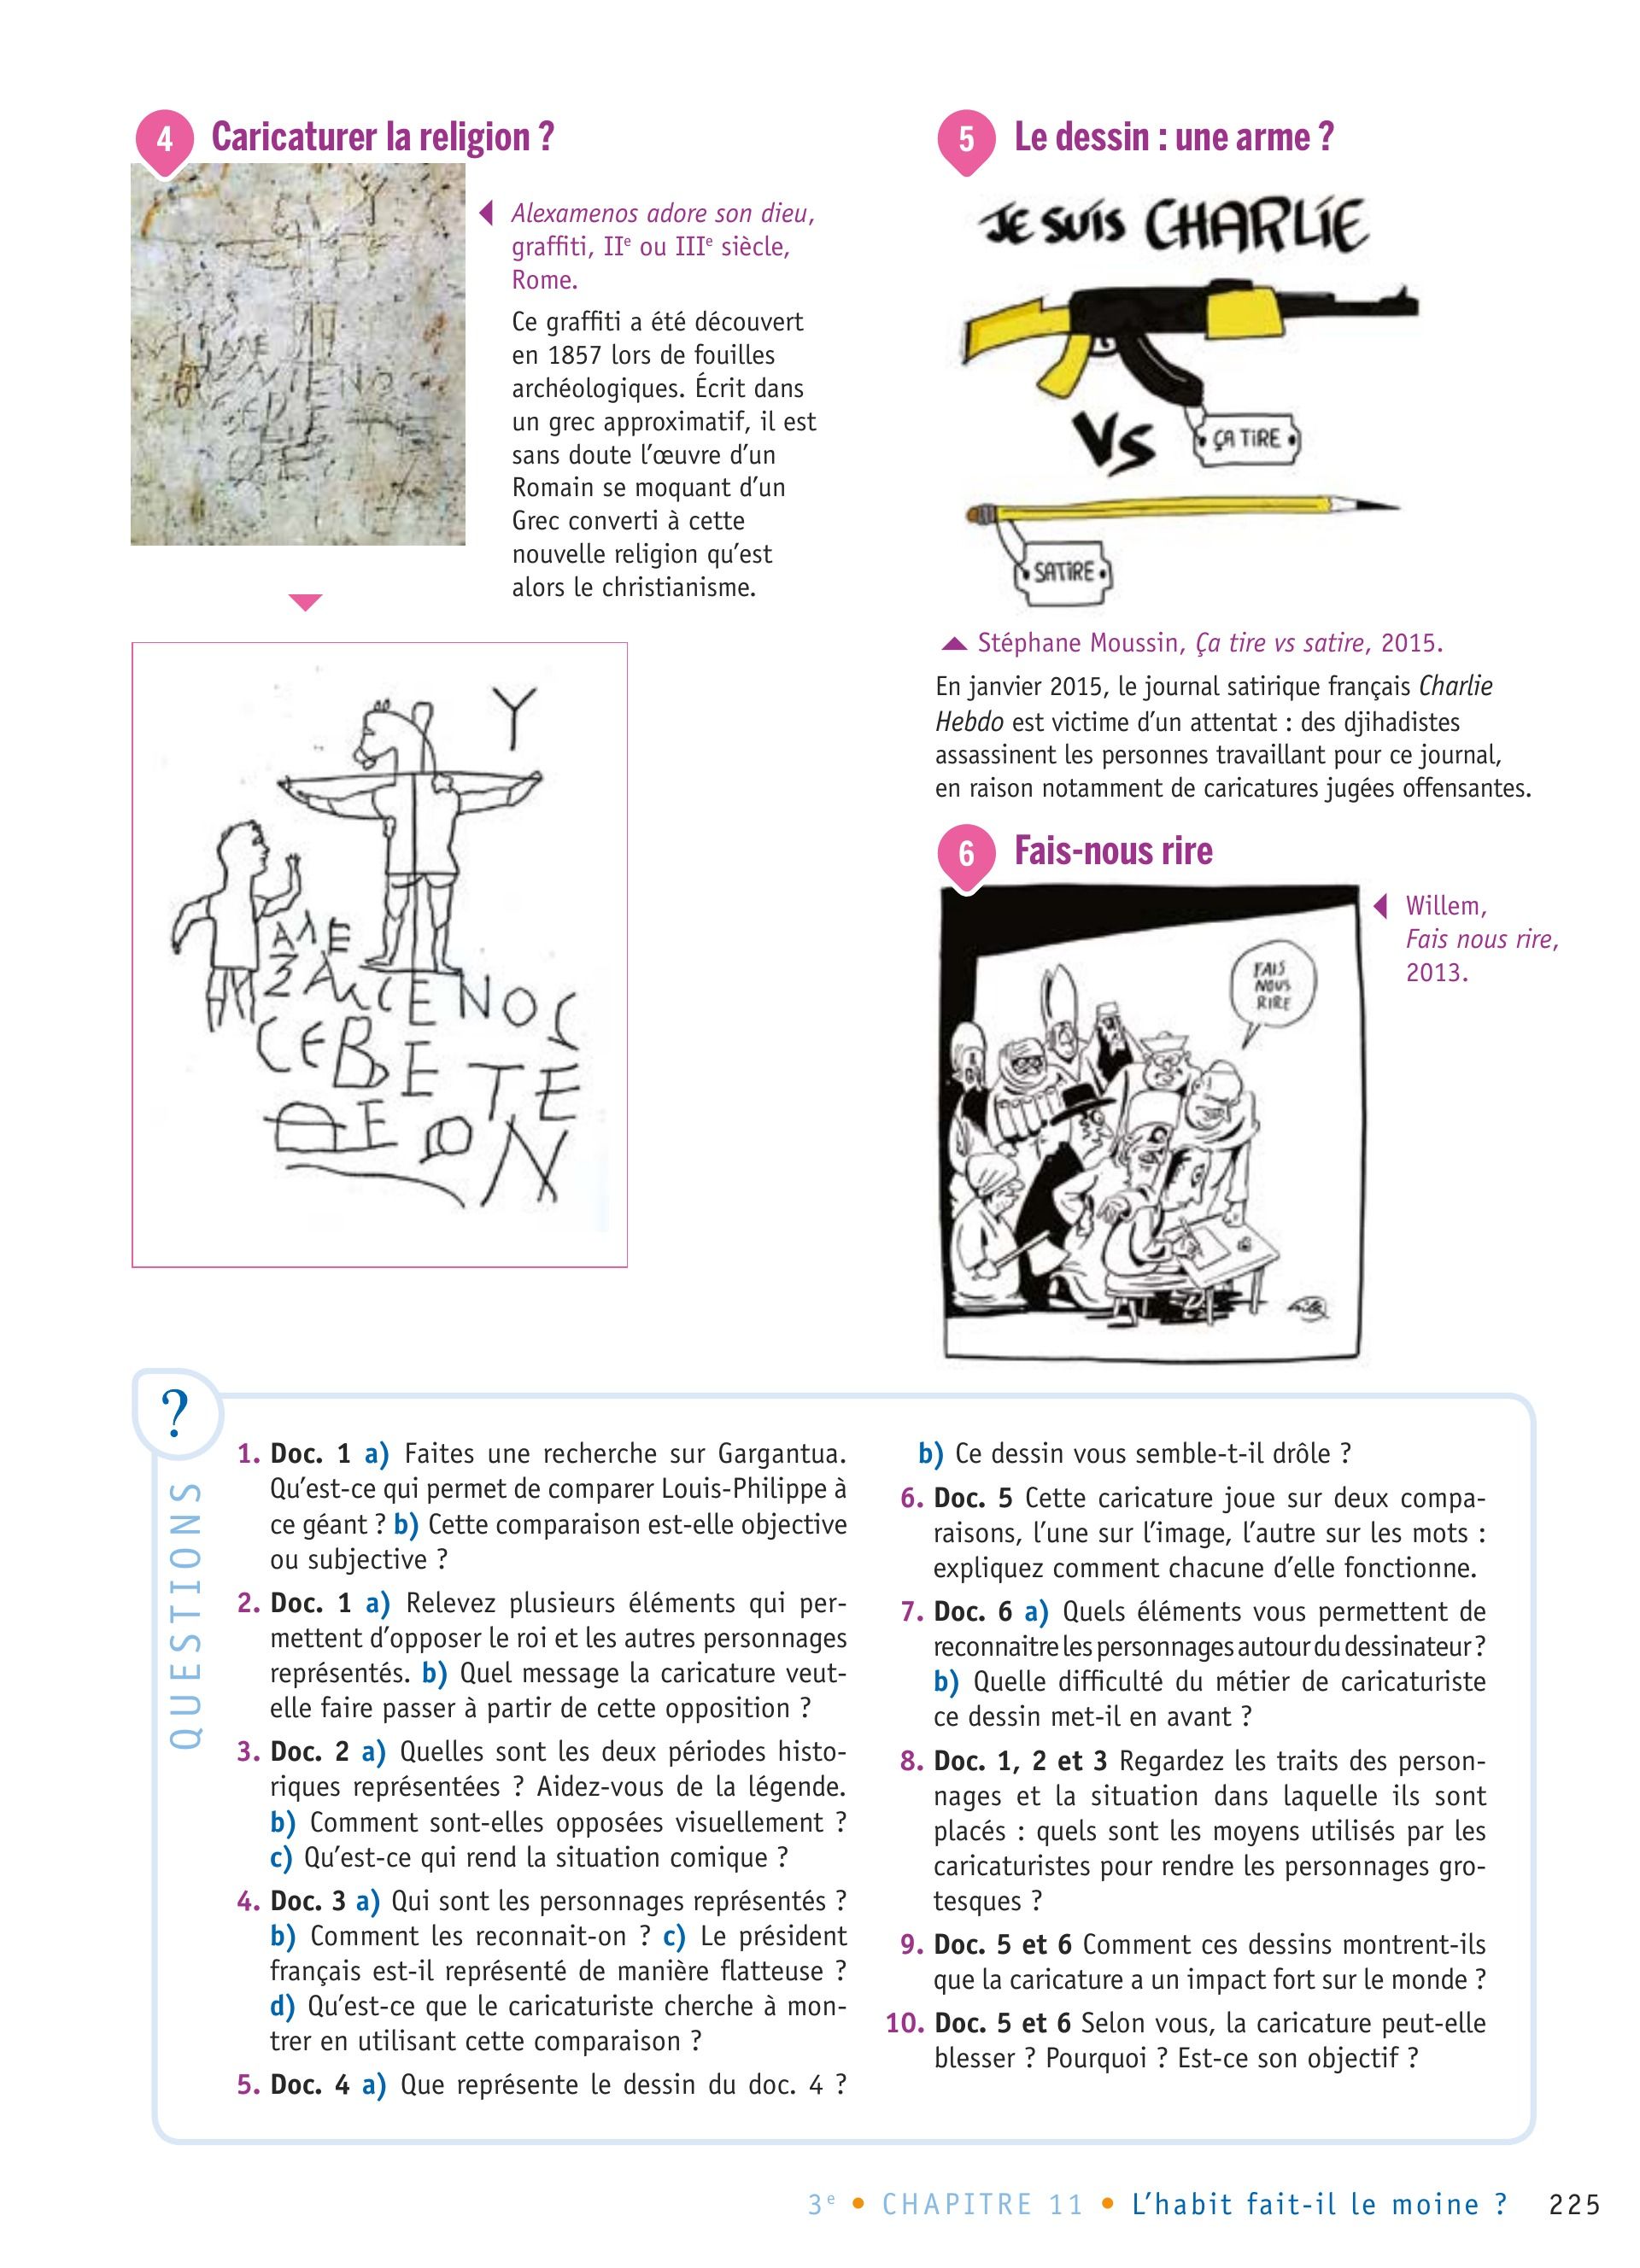 4 Caricaturer la religion ?
Alexamenos adore son dieu,
graffiti, IIe ou IIIe siècle,
Rome.
Ce graffiti a été découvert
en 1857 lors de fouilles
archéologiques. Écrit dans
un grec approximatif, il est
sans doute l’œuvre d’un
Romain se moquant d’un
Grec converti à cette
nouvelle religion qu’est
alors le christianisme.
Y
ΑΛΕ
ΞΑΜΕΝΟC
CEBETE
ΘΕΟΝ
5 Le dessin : une arme ?
JE SUIS CHARLIE
ÇA TIRE
VS
SATIRE
Stéphane Moussin, Ça tire vs satire, 2015.
En janvier 2015, le journal satirique français Charlie
Hebdo est victime d’un attentat : des djihadistes
assassinent les personnes travaillant pour ce journal,
en raison notamment de caricatures jugées offensantes.
6 Fais-nous rire
Willem,
Fais nous rire,
2013.
FAIS
NOUS
RIRE
?
QUESTIONS
1. Doc. 1 a) Faites une recherche sur Gargantua.
Qu’est-ce qui permet de comparer Louis-Philippe à
ce géant ? b) Cette comparaison est-elle objective
ou subjective ?
2. Doc. 1 a) Relevez plusieurs éléments qui per-
mettent d’opposer le roi et les autres personnages
représentés. b) Quel message la caricature veut-
elle faire passer à partir de cette opposition ?
3. Doc. 2 a) Quelles sont les deux périodes histo-
riques représentées ? Aidez-vous de la légende.
b) Comment sont-elles opposées visuellement ?
c) Qu’est-ce qui rend la situation comique ?
4. Doc. 3 a) Qui sont les personnages représentés ?
b) Comment les reconnait-on ? c) Le président
français est-il représenté de manière flatteuse ?
d) Qu’est-ce que le caricaturiste cherche à mon-
trer en utilisant cette comparaison ?
5. Doc. 4 a) Que représente le dessin du doc. 4 ?
b) Ce dessin vous semble-t-il drôle ?
6. Doc. 5 Cette caricature joue sur deux compa-
raisons, l’une sur l’image, l’autre sur les mots :
expliquez comment chacune d’elle fonctionne.
7. Doc. 6 a) Quels éléments vous permettent de
reconnaitre les personnages autour du dessinateur ?
b) Quelle difficulté du métier de caricaturiste
ce dessin met-il en avant ?
8. Doc. 1, 2 et 3 Regardez les traits des person-
nages et la situation dans laquelle ils sont
placés : quels sont les moyens utilisés par les
caricaturistes pour rendre les personnages gro-
tesques ?
9. Doc. 5 et 6 Comment ces dessins montrent-ils
que la caricature a un impact fort sur le monde ?
10. Doc. 5 et 6 Selon vous, la caricature peut-elle
blesser ? Pourquoi ? Est-ce son objectif ?
3e • CHAPITRE 11 • L’habit fait-il le moine ? 225